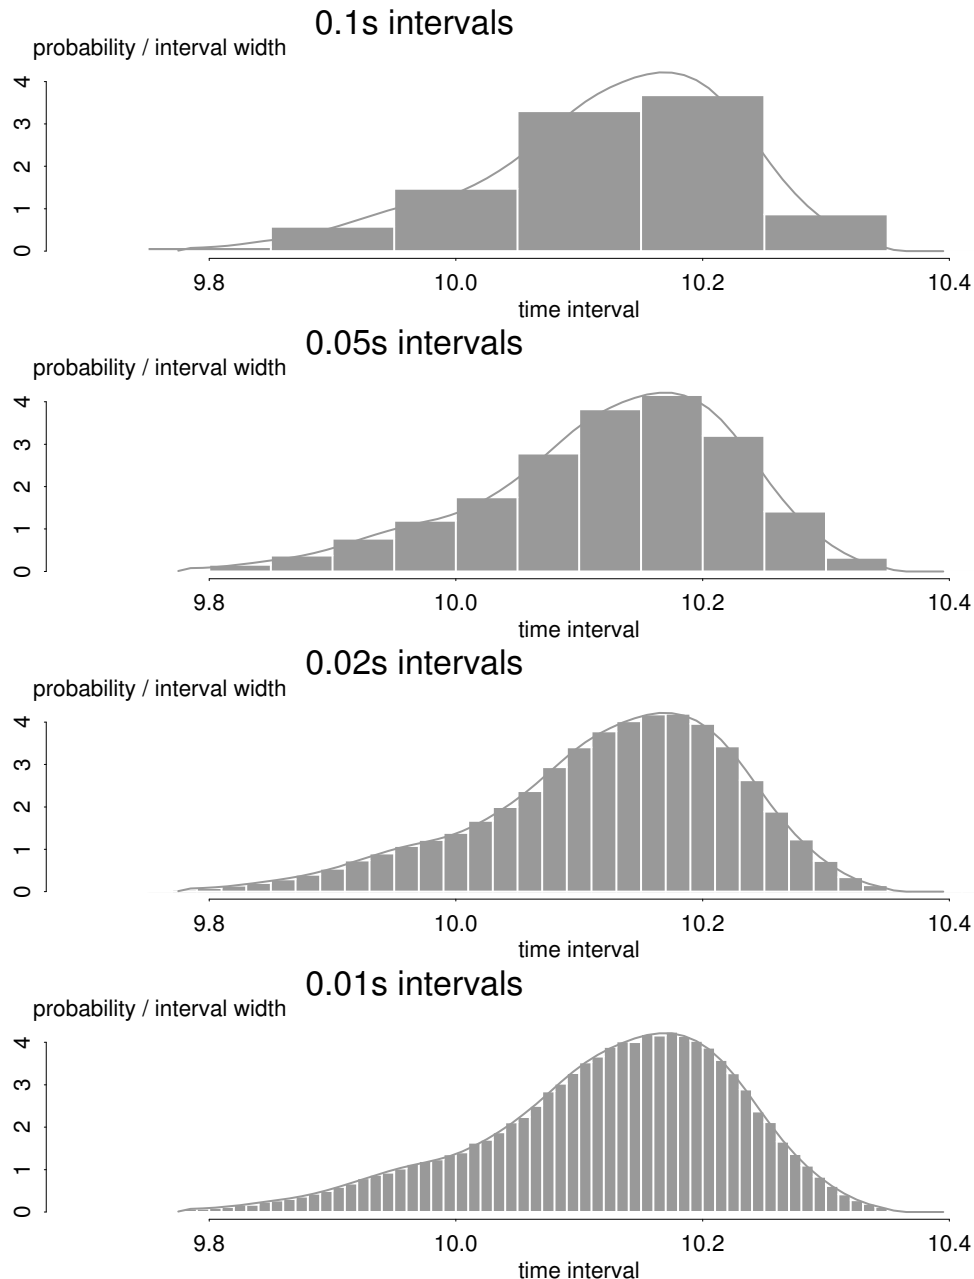 0.1s intervals
probability / interval width
4
3
2
1
0
9.8 10.0 10.2 10.4
time interval
0.05s intervals
probability / interval width
4
3
2
1
0
9.8 10.0 10.2 10.4
time interval
0.02s intervals
probability / interval width
4
3
2
1
0
9.8 10.0 10.2 10.4
time interval
0.01s intervals
probability / interval width
4
3
2
1
0
9.8 10.0 10.2 10.4
time interval